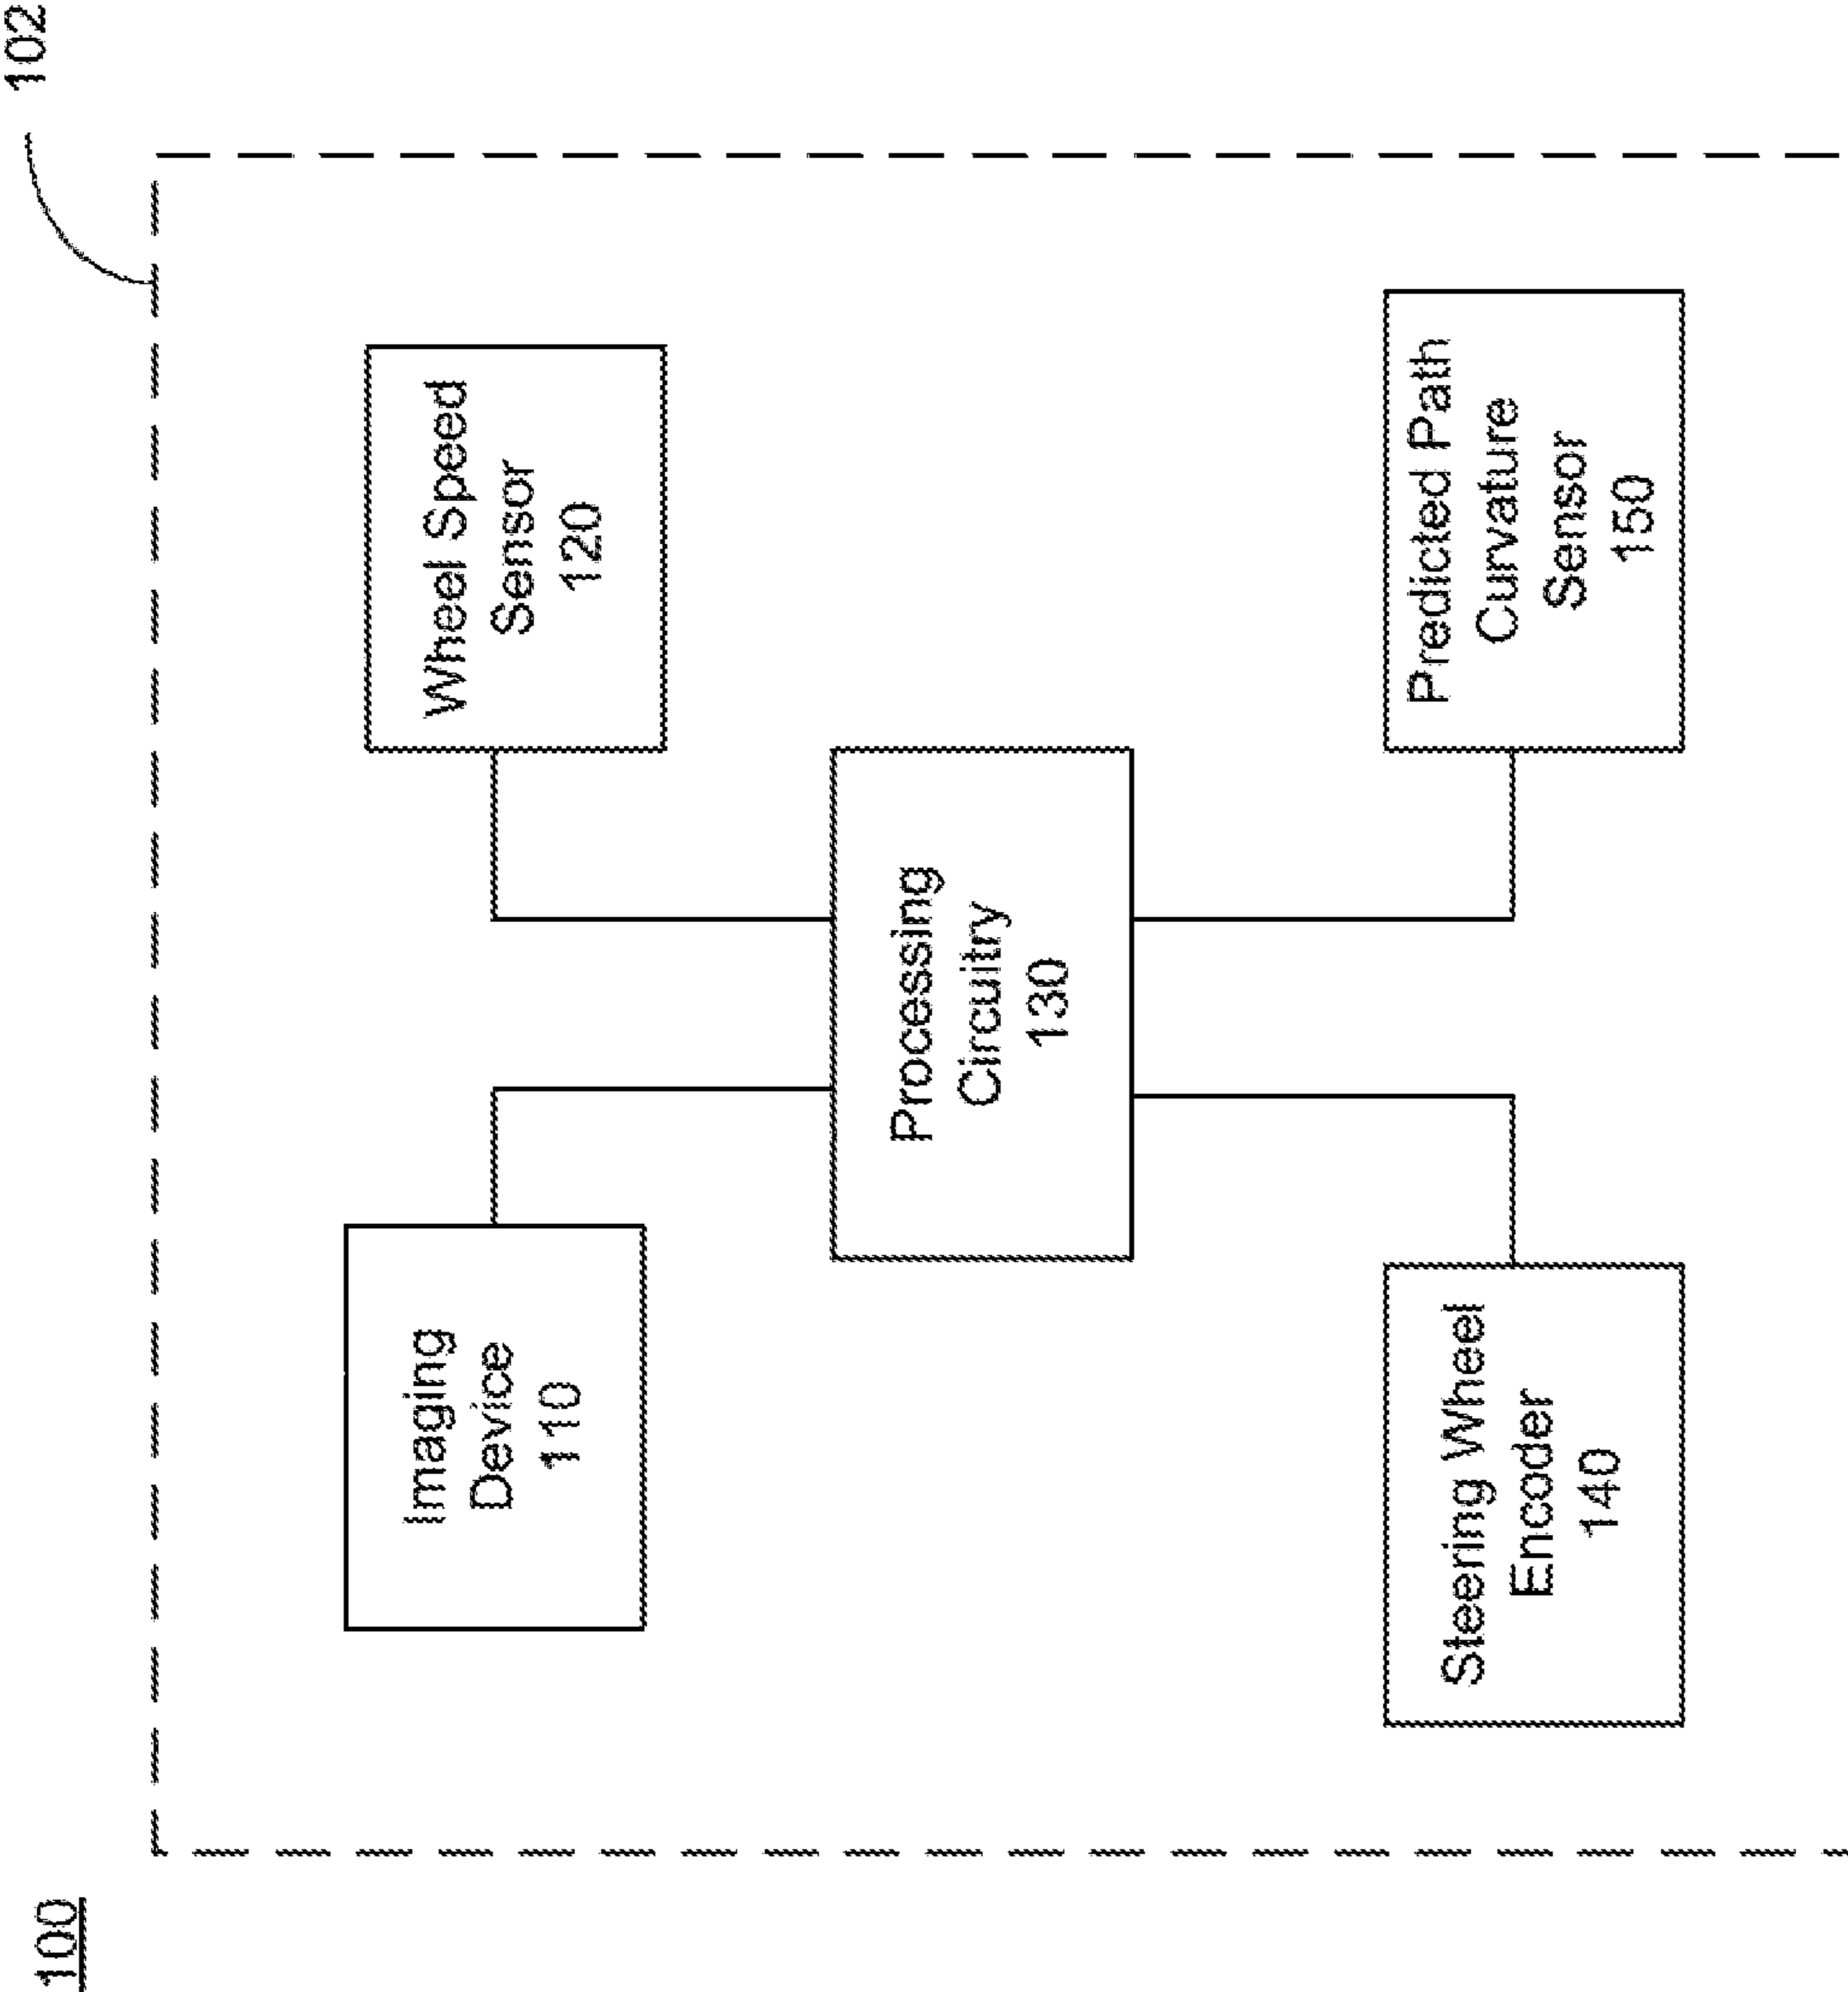 100
102
Imaging
Device
110
Wheel Speed
Sensor
120
Processing
Circuitry
130
Steering Wheel
Encoder
140
Predicted Path
Curvature
Sensor
150